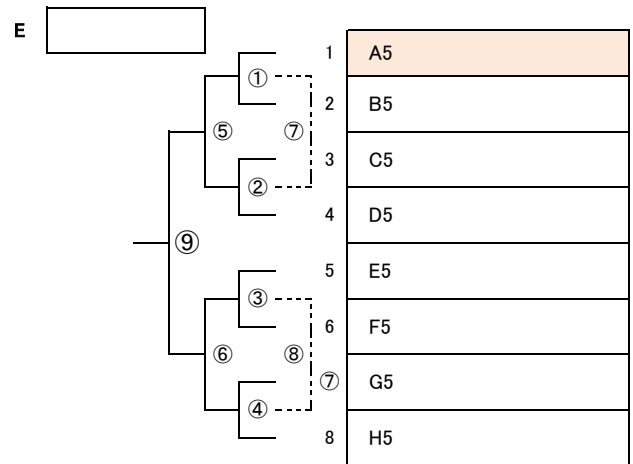 E
1 A5
①
2 B5
⑤ ⑦
3 C5
②
4 D5
⑨
5 E5
③
6 F5
⑥ ⑧
⑦ G5
④
8 H5